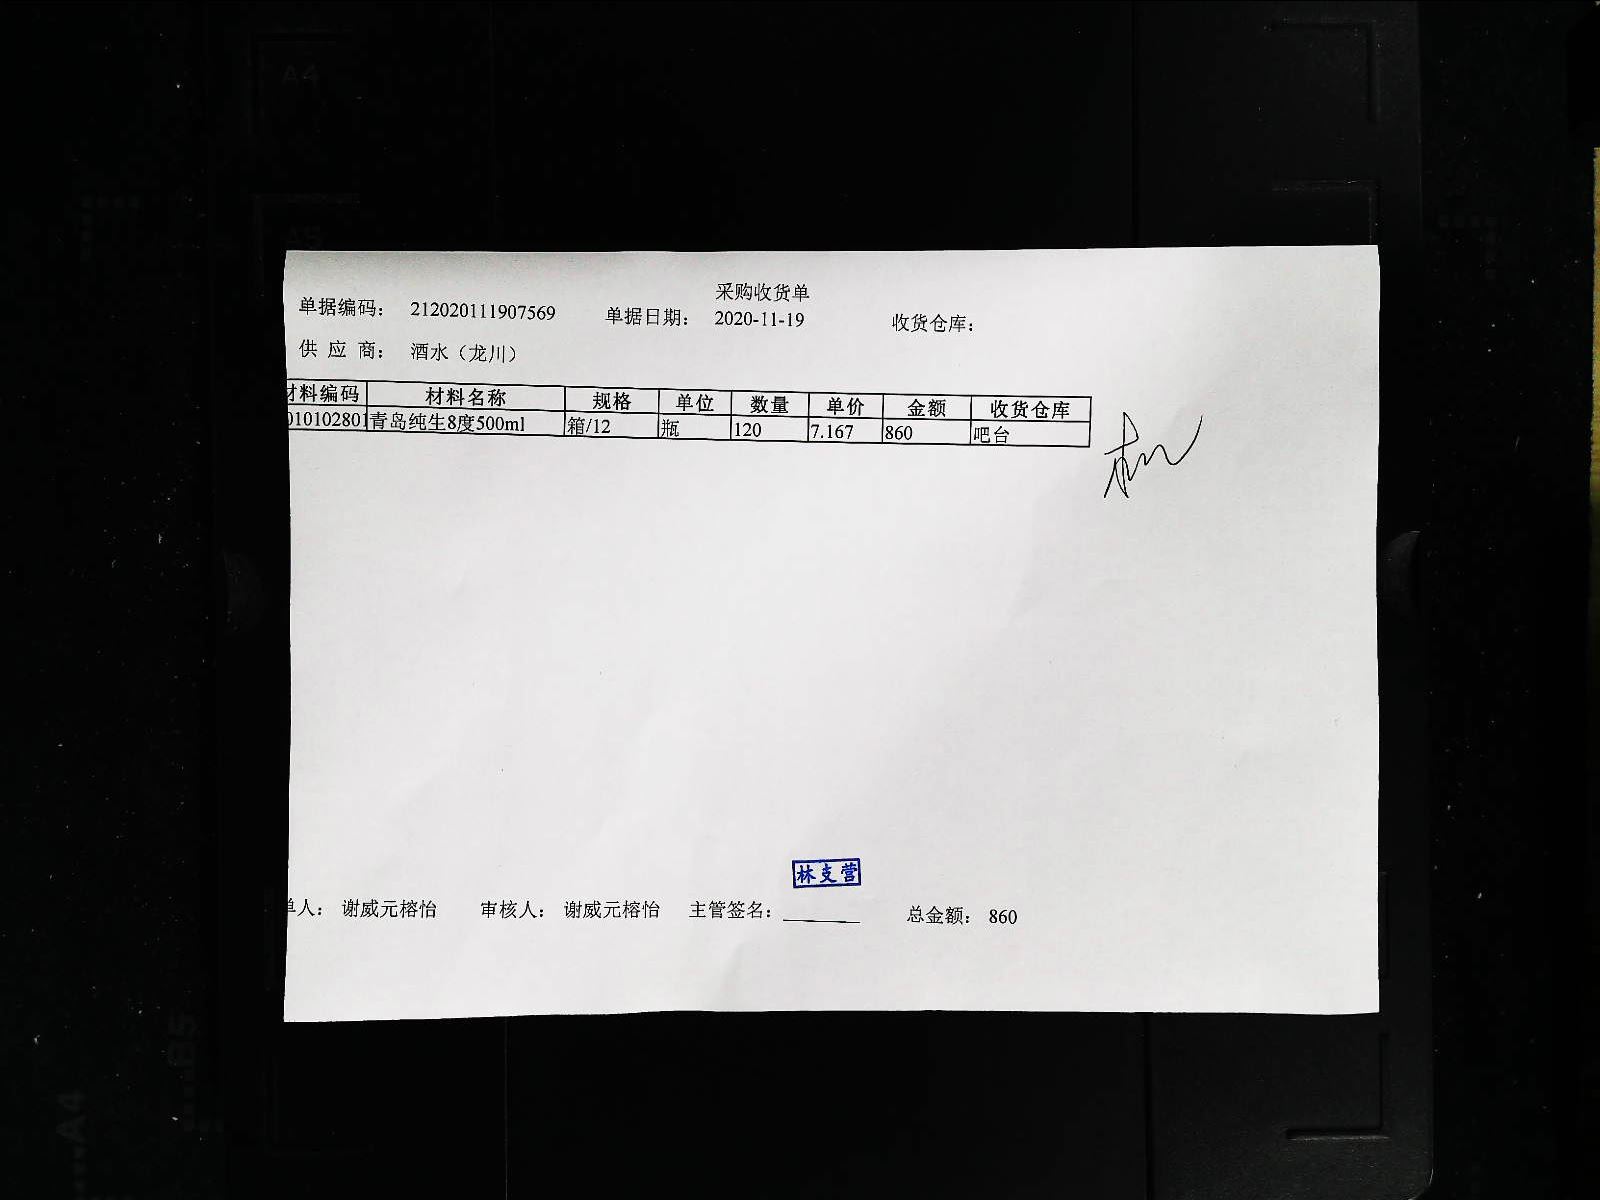 采购收货单
单据编码： 212020111907569 单据日期： 2020-11-19 收货仓库：
供 应 商： 酒水（龙川）
材料编码 材料名称 规格 单位 数量 单价 金额 收货仓库
010102801 青岛纯生8度500ml 箱/12 瓶 120 7.167 860 吧台
林支营
单人： 谢威元榕怡 审核人： 谢威元榕怡 主管签名：______ 总金额： 860